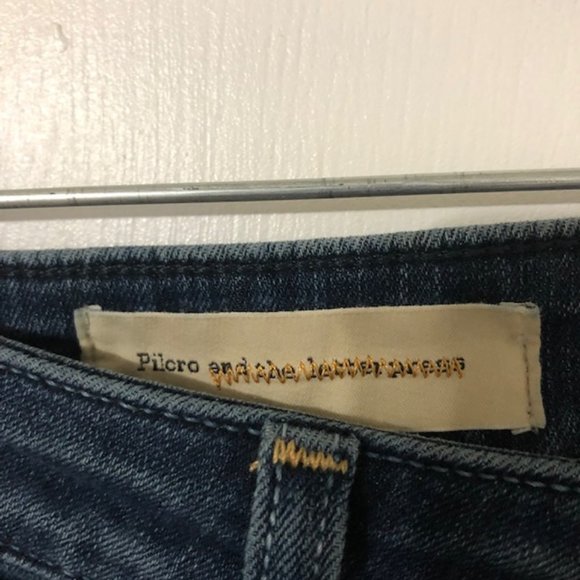 Pilcro and the letterpress